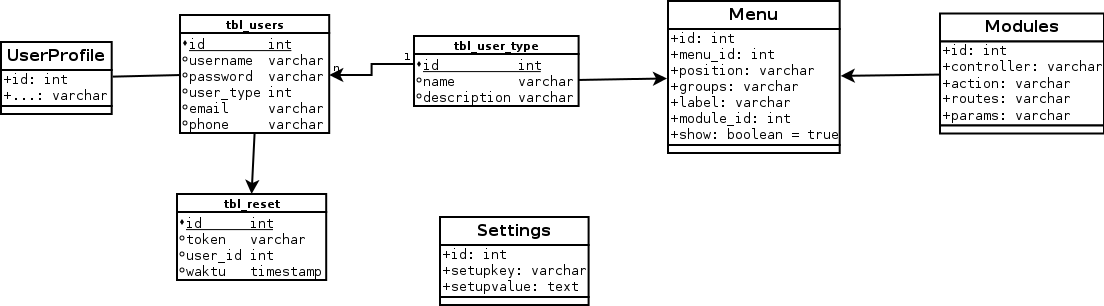 UserProfile
+id: int
+...: varchar
tbl_users
id int
username varchar
password varchar
user_type int
email varchar
phone varchar
n
1
tbl_user_type
id int
name varchar
description varchar
Menu
+id: int
+menu_id: int
+position: varchar
+groups: varchar
+label: varchar
+module_id: int
+show: boolean = true
Modules
+id: int
+controller: varchar
+action: varchar
+routes: varchar
+params: varchar
tbl_reset
id int
token varchar
user_id int
waktu timestamp
Settings
+id: int
+setupkey: varchar
+setupvalue: text